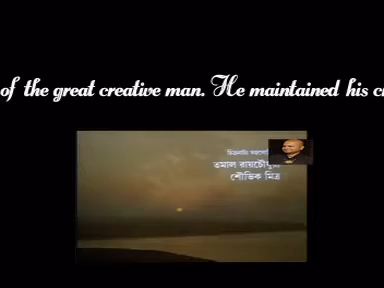 of the great creative man. He maintained his
তমাল রায়চৌধুরী
শৌভিক মিত্র